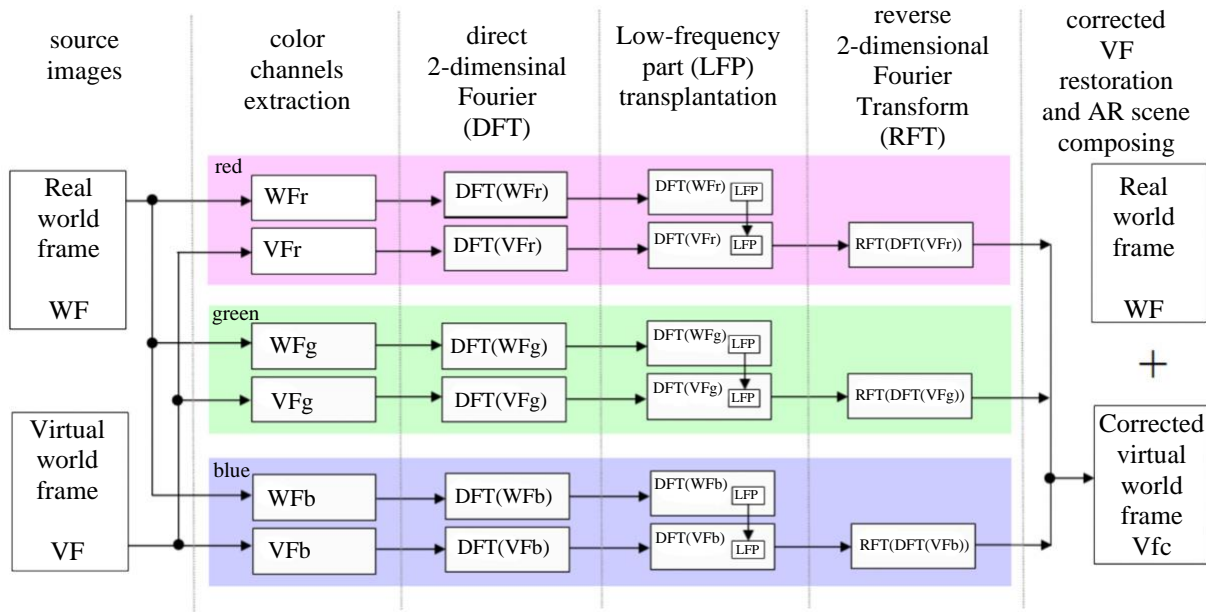 source
images
color
channels
extraction
direct
2-dimensinal
Fourier
(DFT)
Low-frequency
part (LFP)
transplantation
reverse
2-dimensional
Fourier
Transform
(RFT)
corrected
VF
restoration
and AR scene
composing
Real
world
frame
WF
Virtual
world
frame
VF
red
WFr
DFT(WFr)
DFT(WFr)
LFP
VFr
DFT(VFr)
DFT(VFr)
LFP
RFT(DFT(VFr))
green
WFg
DFT(WFg)
DFT(WFg)
LFP
VFg
DFT(VFg)
DFT(VFg)
LFP
RFT(DFT(VFg))
blue
WFb
DFT(WFb)
DFT(WFb)
LFP
VFb
DFT(VFb)
DFT(VFb)
LFP
RFT(DFT(VFb))
Real
world
frame
WF
+
Corrected
virtual
world
frame
Vfc